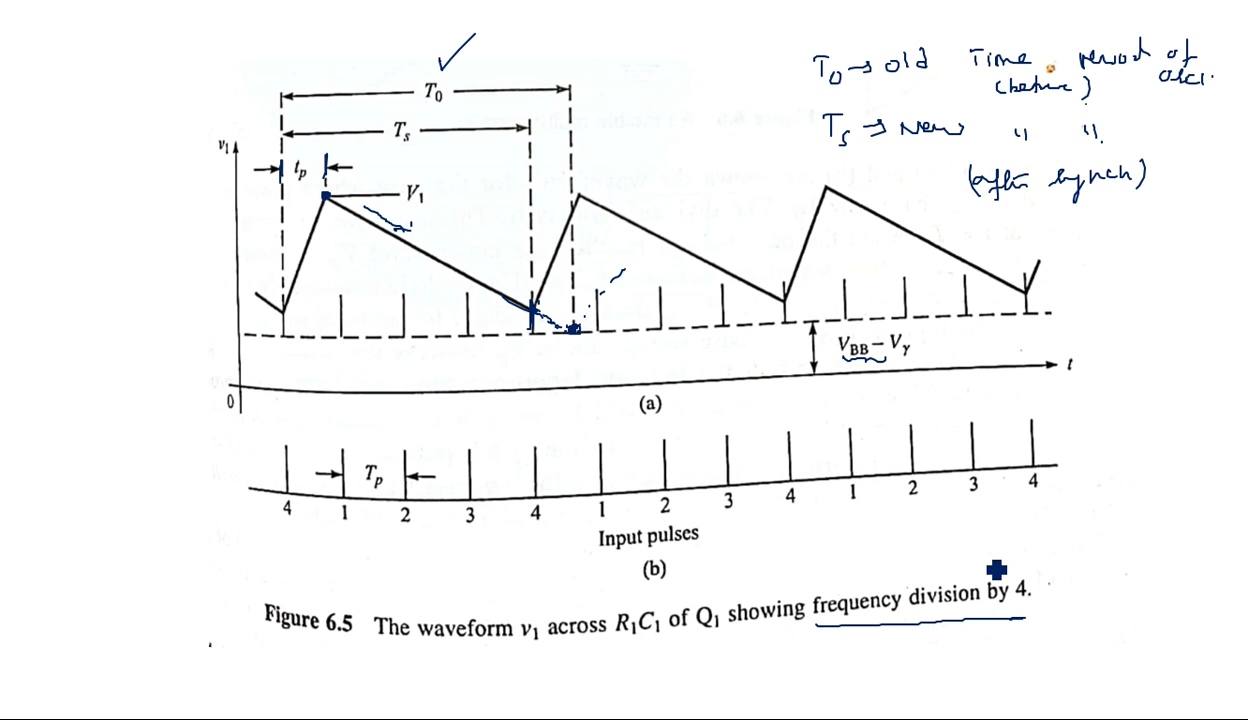 T₀ → old Time period of
(before) osci.
Tₛ → New " ".
(after synch)
T₀
Tₛ
v₁
tₚ
V₁
V_BB − V_γ
t
0
(a)
Tₚ
4 1 2 3 4 1 2 3 4 1 2 3 4
Input pulses
(b)
Figure 6.5 The waveform v₁ across R₁C₁ of Q₁ showing frequency division by 4.